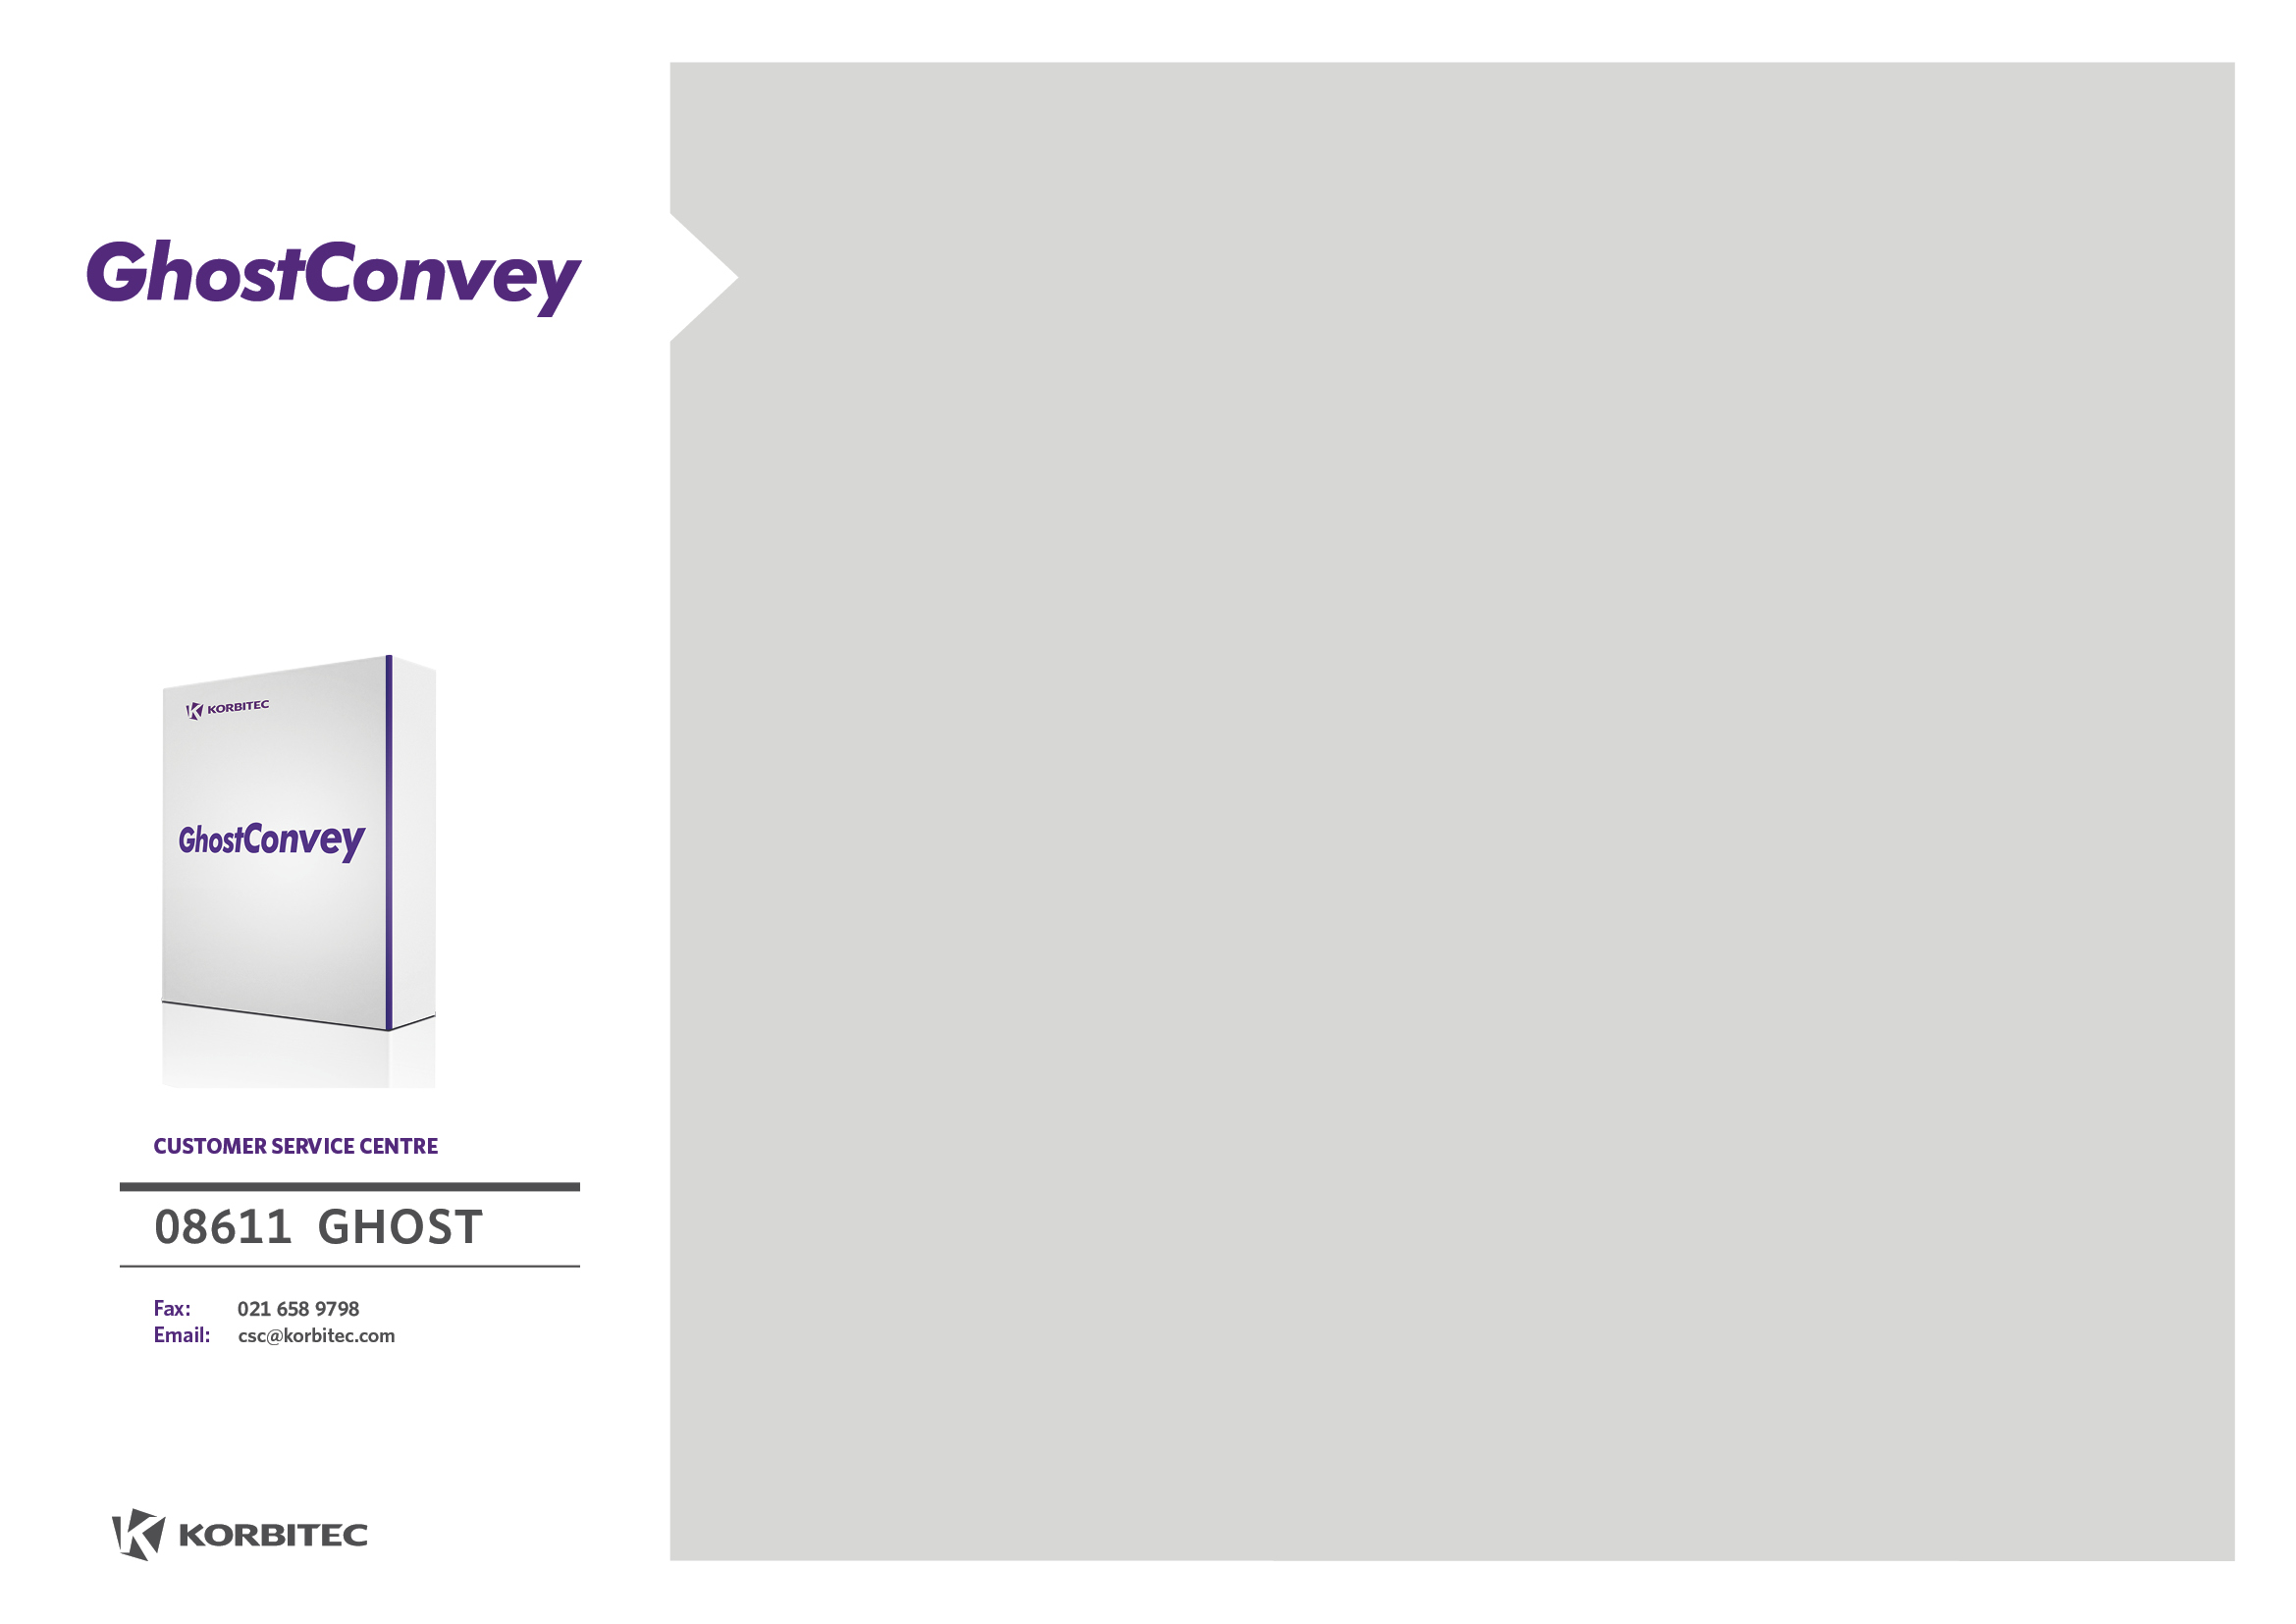 GhostConvey
KORBITEC
GhostConvey
CUSTOMER SERVICE CENTRE
08611 GHOST
Fax: 021 658 9798
Email: csc@korbitec.com
KORBITEC